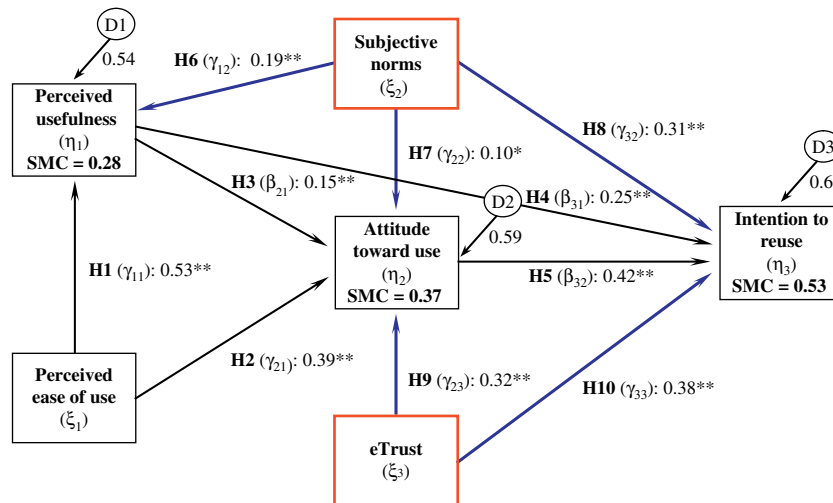 D1
0.54
H6 (γ₁₂): 0.19**
Subjective
norms
(ξ₂)
Perceived
usefulness
(η₁)
SMC = 0.28
H8 (γ₃₂): 0.31**
H7 (γ₂₂): 0.10*
D3
0.6
H3 (β₂₁): 0.15**
D2
H4 (β₃₁): 0.25**
0.59
Attitude
toward use
(η₂)
SMC = 0.37
Intention to
reuse
(η₃)
SMC = 0.53
H1 (γ₁₁): 0.53**
H5 (β₃₂): 0.42**
H2 (γ₂₁): 0.39**
H9 (γ₂₃): 0.32**
H10 (γ₃₃): 0.38**
Perceived
ease of use
(ξ₁)
eTrust
(ξ₃)